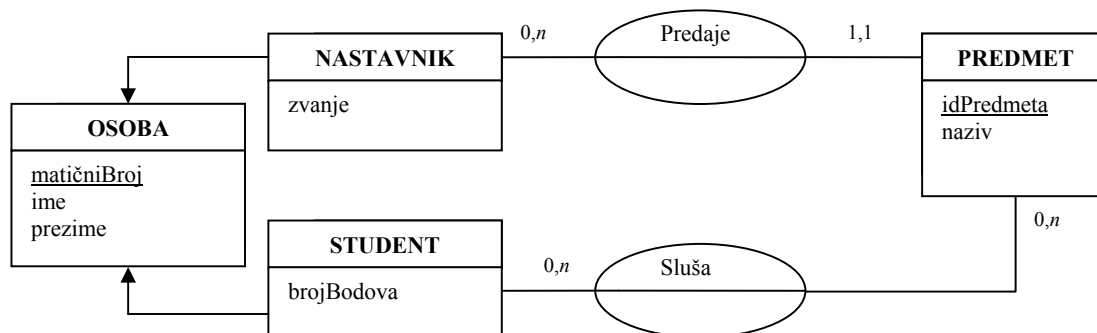 0,n
Predaje
1,1
NASTAVNIK
zvanje
PREDMET
idPredmeta
naziv
OSOBA
matičniBroj
ime
prezime
0,n
STUDENT
brojBodova
0,n
Sluša